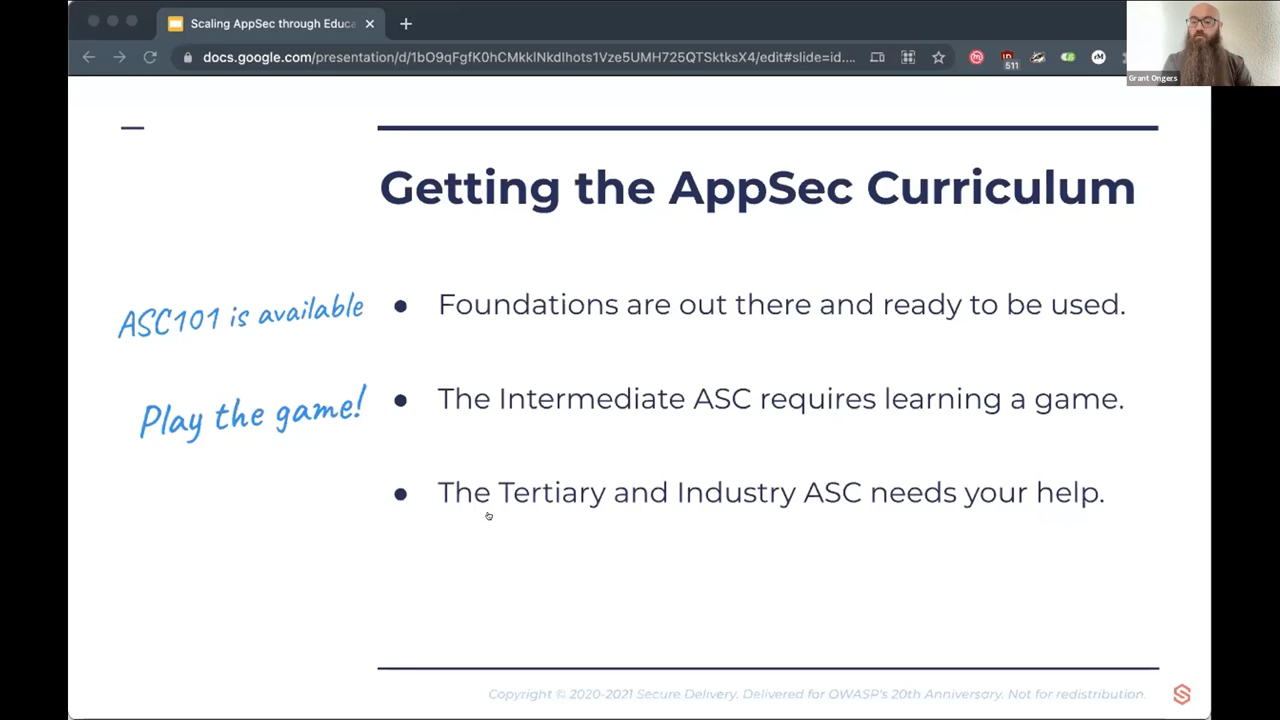 Scaling AppSec through Educa
docs.google.com/presentation/d/1bO9qFgfK0hCMkklNkdIhots1Vze5UMH725QTSktksX4/edit#slide=id....
511
Grant Ongers
Getting the AppSec Curriculum
ASC101 is available
Foundations are out there and ready to be used.
Play the game!
The Intermediate ASC requires learning a game.
The Tertiary and Industry ASC needs your help.
Copyright © 2020-2021 Secure Delivery. Delivered for OWASP's 20th Anniversary. Not for redistribution.